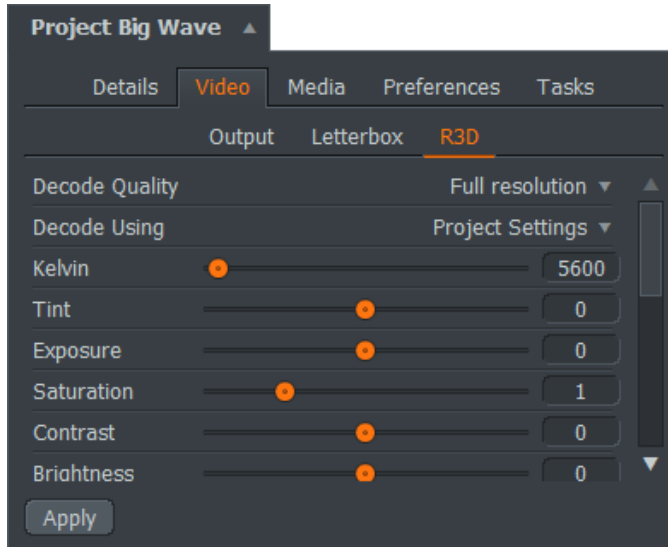 Project Big Wave
Details Video Media Preferences Tasks
Output Letterbox R3D
Decode Quality Full resolution
Decode Using Project Settings
Kelvin 5600
Tint 0
Exposure 0
Saturation 1
Contrast 0
Brightness 0
Apply